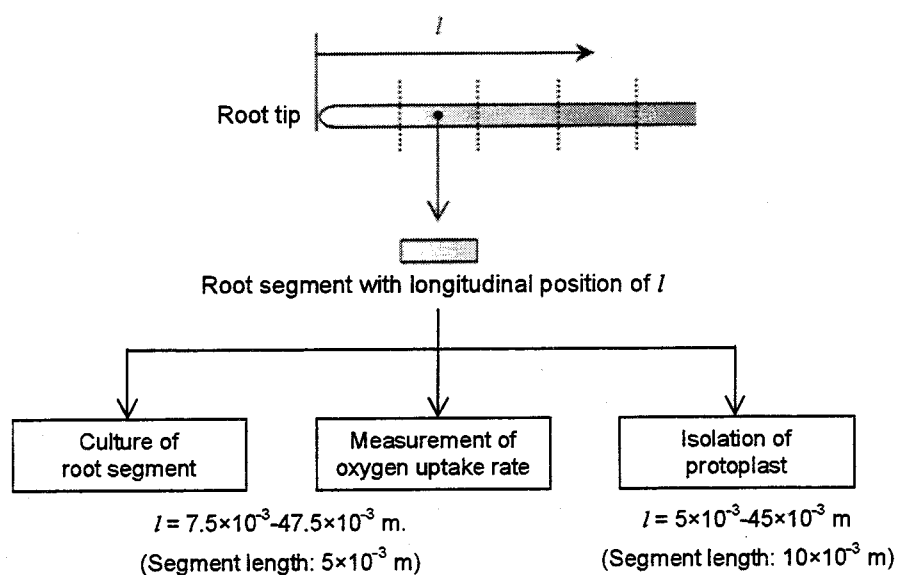 l
Root tip
Root segment with longitudinal position of l
Culture of
root segment
Measurement of
oxygen uptake rate
Isolation of
protoplast
l = 7.5×10⁻³-47.5×10⁻³ m.
(Segment length: 5×10⁻³ m)
l = 5×10⁻³-45×10⁻³ m
(Segment length: 10×10⁻³ m)